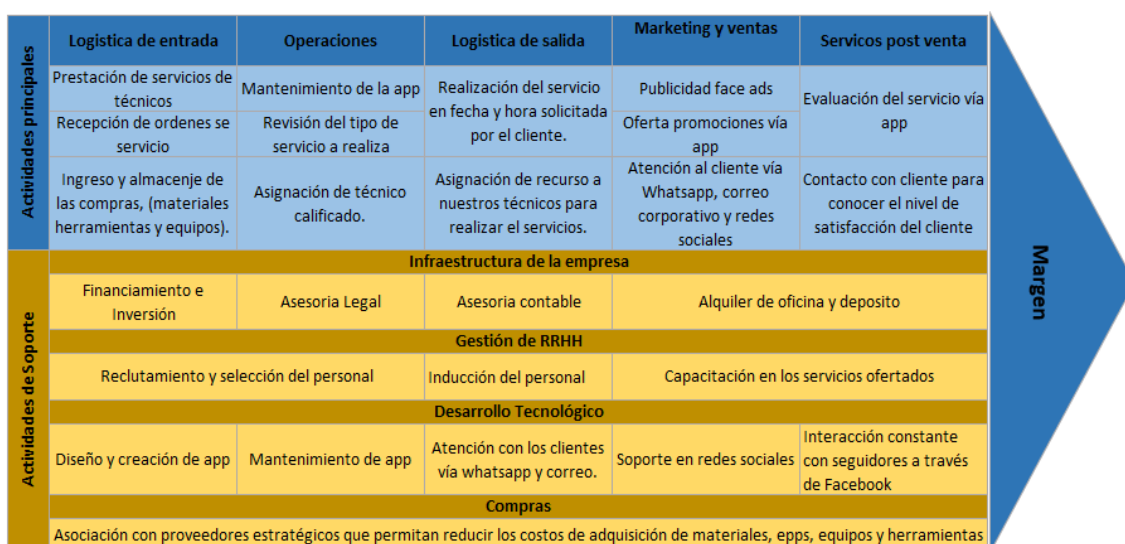 Actividades principales
Logistica de entrada
Operaciones
Logistica de salida
Marketing y ventas
Servicos post venta
Prestación de servicios de
técnicos
Mantenimiento de la app
Realización del servicio
en fecha y hora solicitada
por el cliente.
Publicidad face ads
Evaluación del servicio vía
app
Recepción de ordenes se
servicio
Revisión del tipo de
servicio a realiza
Oferta promociones vía
app
Ingreso y almacenje de
las compras, (materiales
herramientas y equipos).
Asignación de técnico
calificado.
Asignación de recurso a
nuestros técnicos para
realizar el servicios.
Atención al cliente vía
Whatsapp, correo
corporativo y redes
sociales
Contacto con cliente para
conocer el nivel de
satisfacción del cliente
Actividades de Soporte
Infraestructura de la empresa
Financiamiento e
Inversión
Asesoria Legal
Asesoria contable
Alquiler de oficina y deposito
Gestión de RRHH
Reclutamiento y selección del personal
Inducción del personal
Capacitación en los servicios ofertados
Desarrollo Tecnológico
Diseño y creación de app
Mantenimiento de app
Atención con los clientes
vía whatsapp y correo.
Soporte en redes sociales
Interacción constante
con seguidores a través
de Facebook
Compras
Asociación con proveedores estratégicos que permitan reducir los costos de adquisición de materiales, epps, equipos y herramientas
Margen